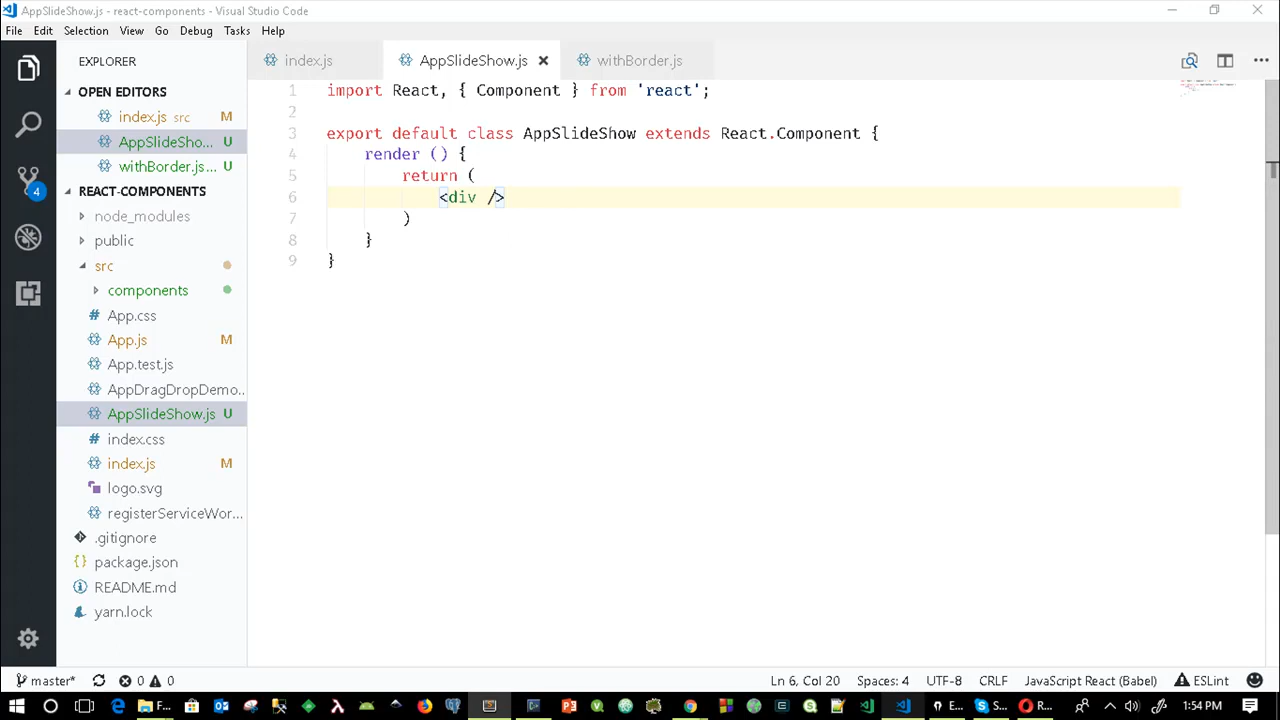 AppSlideShow.js - react-components - Visual Studio Code
File Edit Selection View Go Debug Tasks Help
EXPLORER
OPEN EDITORS
index.js src M
AppSlideSho... U
withBorder.js... U
REACT-COMPONENTS
node_modules
public
src
components
App.css
App.js M
App.test.js
AppDragDropDemo...
AppSlideShow.js U
index.css
index.js M
logo.svg
registerServiceWor...
.gitignore
package.json
README.md
yarn.lock
4
index.js AppSlideShow.js withBorder.js
1 import React, { Component } from 'react';
2
3 export default class AppSlideShow extends React.Component {
4 render () {
5 return (
6 <div />
7 )
8 }
9 }
master* 0 0 Ln 6, Col 20 Spaces: 4 UTF-8 CRLF JavaScript React (Babel) ESLint
F... E... S... R... 1:54 PM